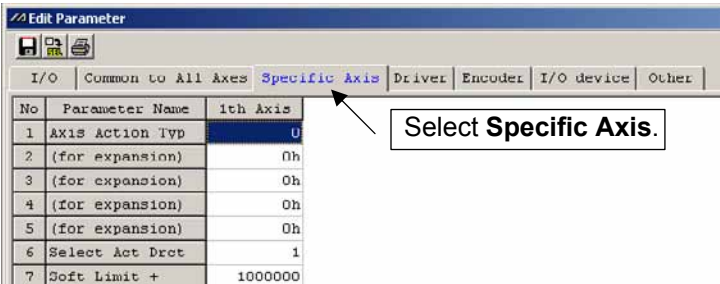 Edit Parameter
I/O Common to All Axes Specific Axis Driver Encoder I/O device Other
No Parameter Name 1th Axis
1 Axis Action Typ 0
2 (for expansion) 0h
3 (for expansion) 0h
4 (for expansion) 0h
5 (for expansion) 0h
6 Select Act Drct 1
7 Soft Limit + 1000000
Select Specific Axis.